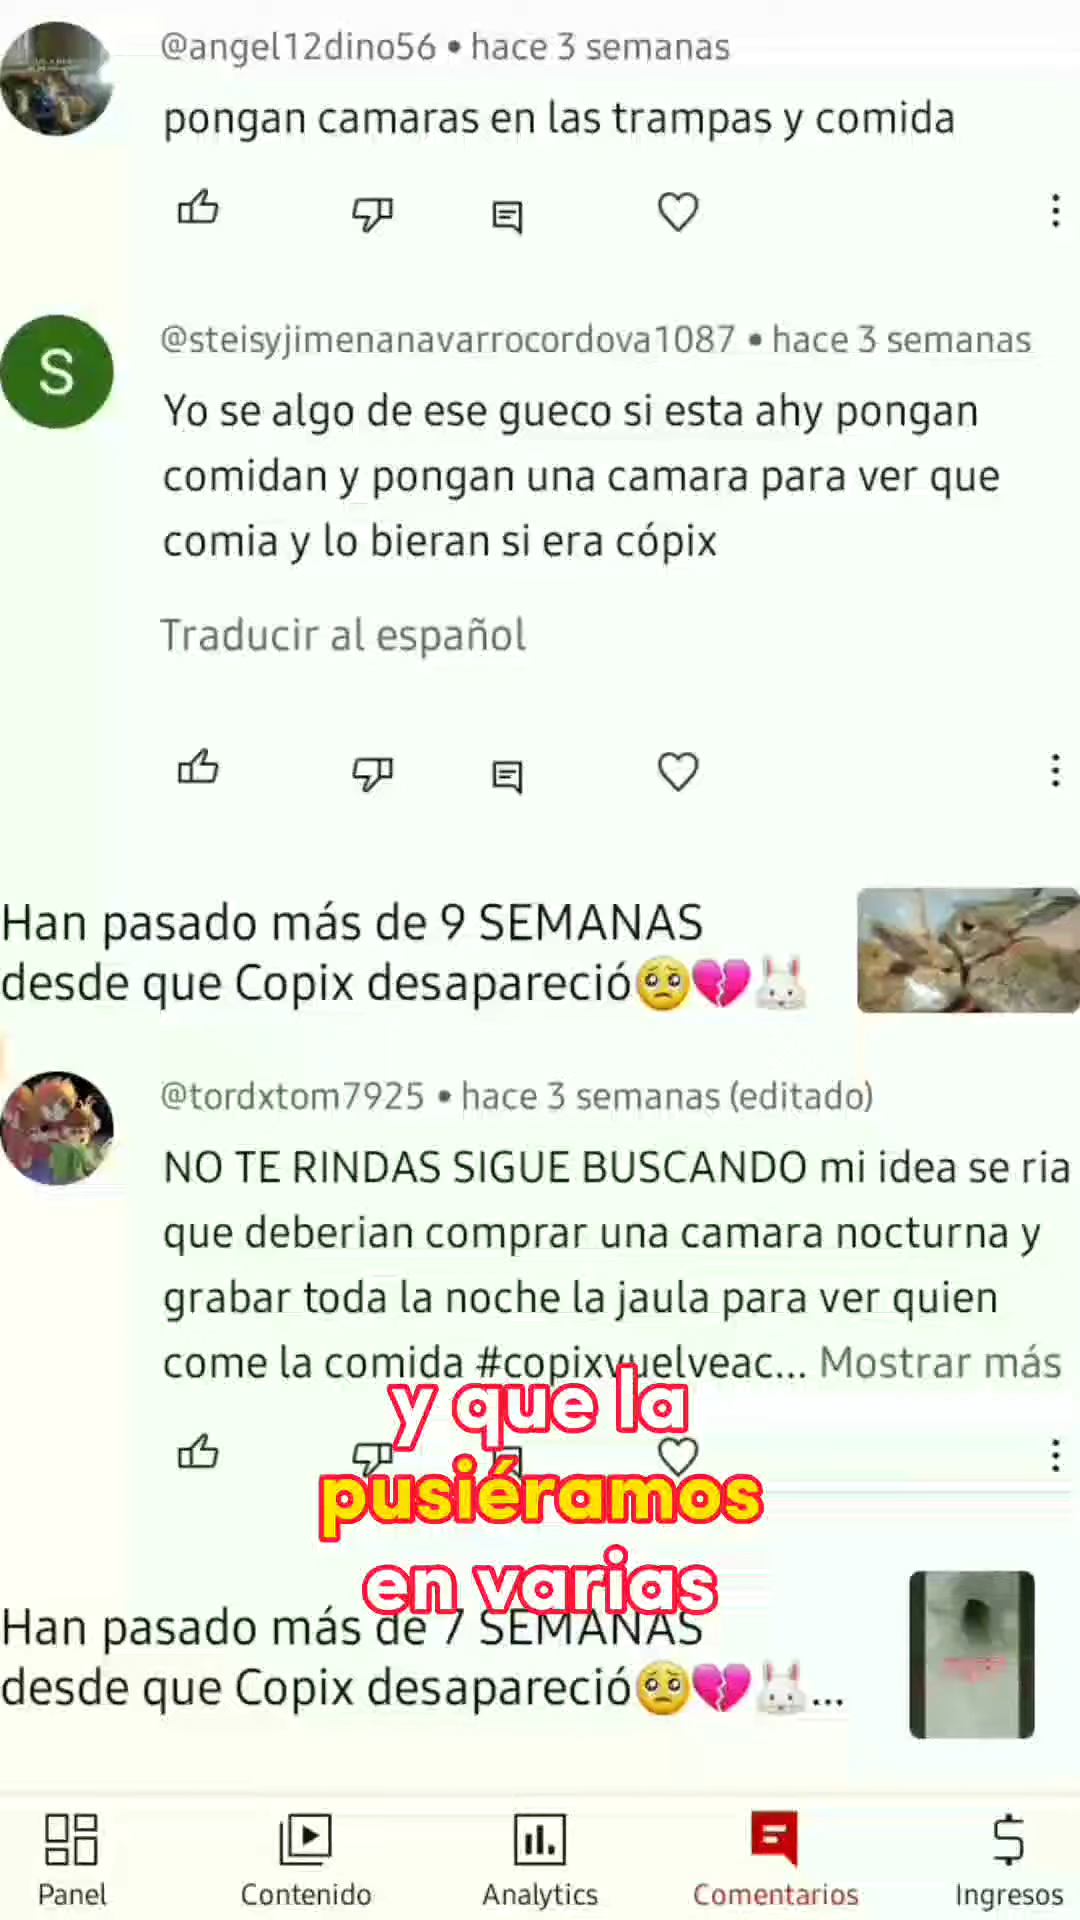 @angel12dino56 • hace 3 semanas
pongan camaras en las trampas y comida
S
@steisyjimenanavarrocordova1087 • hace 3 semanas
Yo se algo de ese gueco si esta ahy pongan
comidan y pongan una camara para ver que
comia y lo bieran si era cópix
Traducir al español
Han pasado más de 9 SEMANAS
desde que Copix desapareció🥺💔🐰
@tordxtom7925 • hace 3 semanas (editado)
NO TE RINDAS SIGUE BUSCANDO mi idea se ria
que deberian comprar una camara nocturna y
grabar toda la noche la jaula para ver quien
come la comida #copixvuelveac... Mostrar más
y que la
pusiéramos
en varias
Han pasado más de 7 SEMANAS
desde que Copix desapareció🥺💔🐰...
Panel
Contenido
Analytics
Comentarios
Ingresos